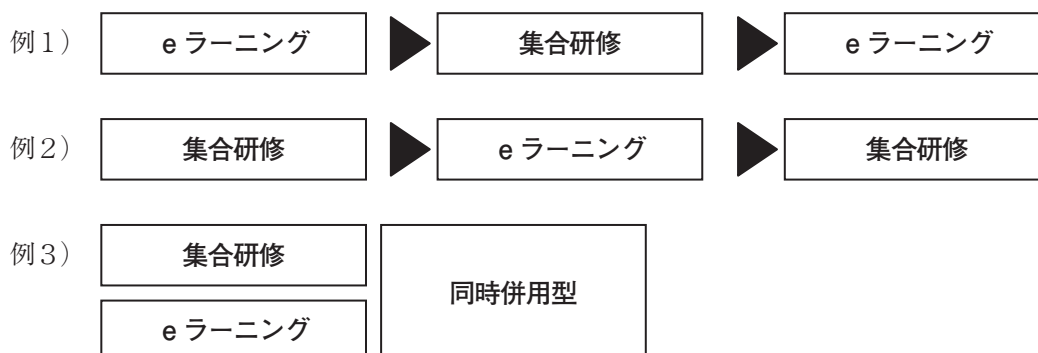 例１） eラーニング 集合研修 eラーニング
例２） 集合研修 eラーニング 集合研修
例３） 集合研修
同時併用型
eラーニング